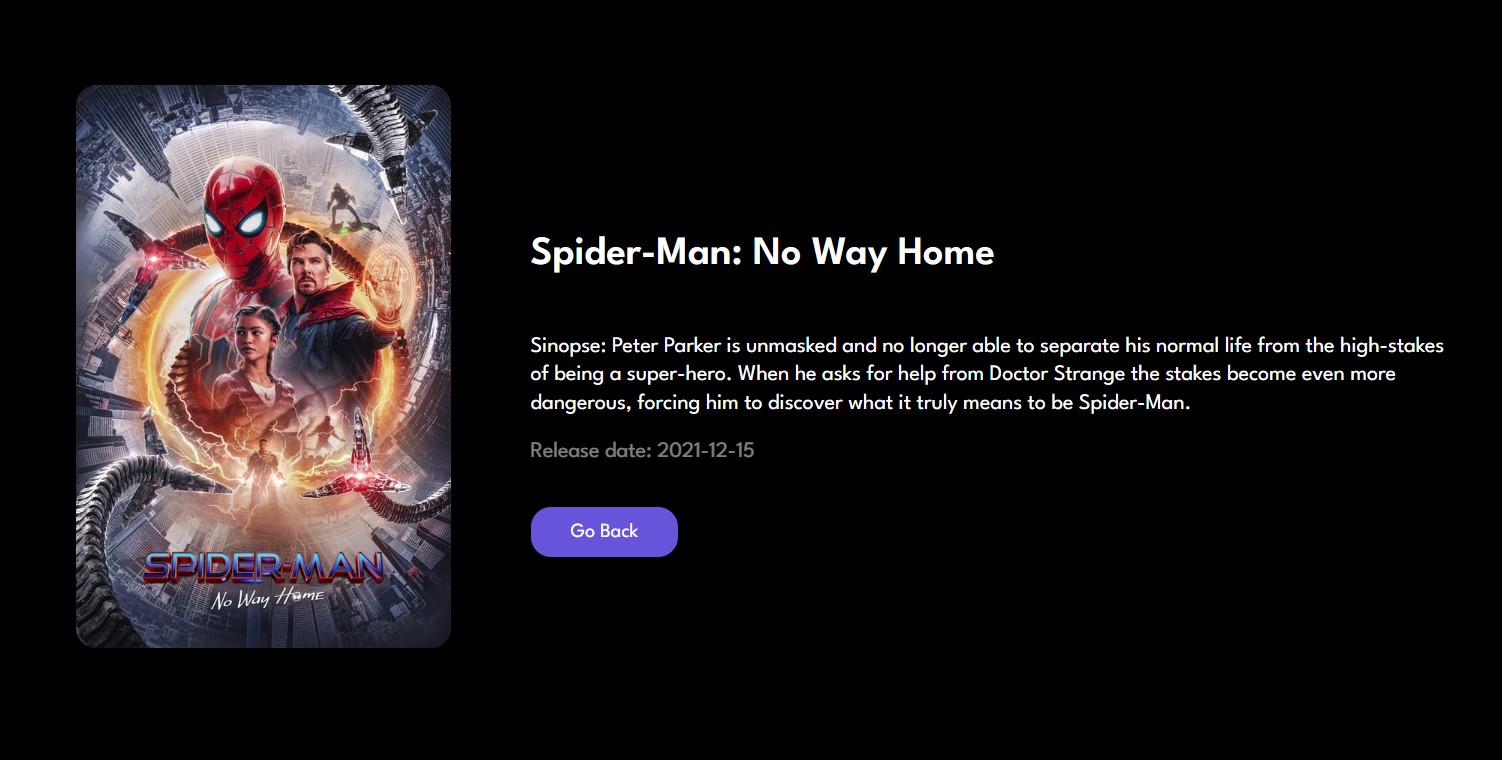 SPIDER-MAN
No Way Home
Spider-Man: No Way Home
Sinopse: Peter Parker is unmasked and no longer able to separate his normal life from the high-stakes
of being a super-hero. When he asks for help from Doctor Strange the stakes become even more
dangerous, forcing him to discover what it truly means to be Spider-Man.
Release date: 2021-12-15
Go Back